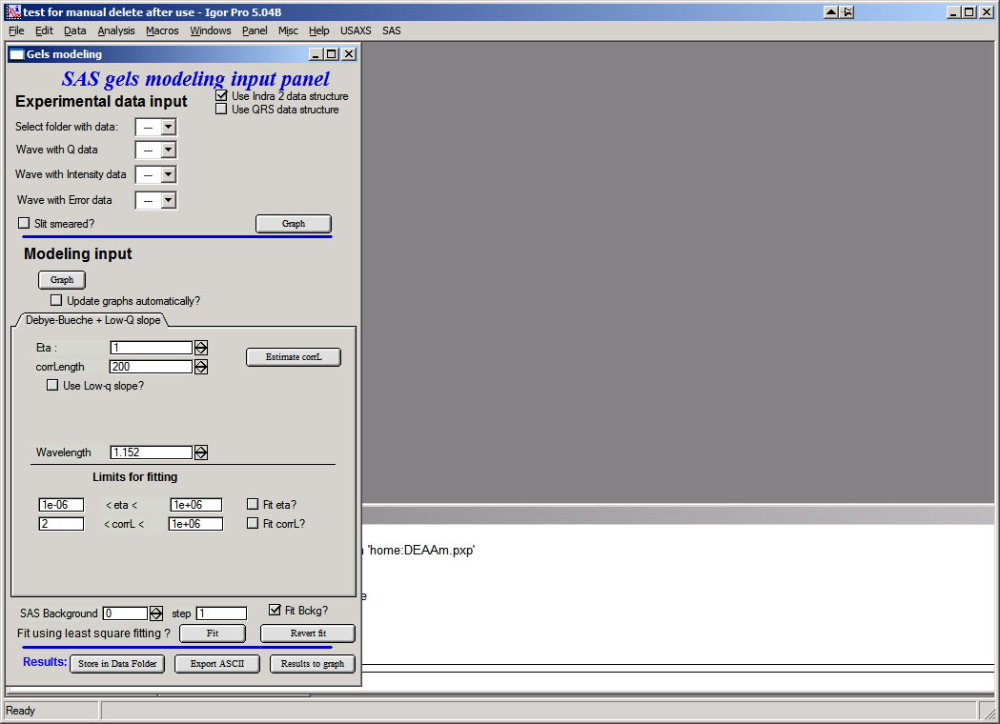 test for manual delete after use - Igor Pro 5.04B
File Edit Data Analysis Macros Windows Panel Misc Help USAXS SAS
Gels modeling
SAS gels modeling input panel
Experimental data input
Use Indra 2 data structure
Use QRS data structure
Select folder with data: ---
Wave with Q data ---
Wave with Intensity data ---
Wave with Error data ---
Slit smeared? Graph
Modeling input
Graph
Update graphs automatically?
Debye-Bueche + Low-Q slope
Eta : 1
Estimate corrL
corrLength 200
Use Low-q slope?
Wavelength 1.152
Limits for fitting
1e-06 < eta < 1e+06 Fit eta?
2 < corrL < 1e+06 Fit corrL?
'home:DEAAm.pxp'
e
SAS Background 0 step 1 Fit Bckg?
Fit using least square fitting ? Fit Revert fit
Results: Store in Data Folder Export ASCII Results to graph
Ready